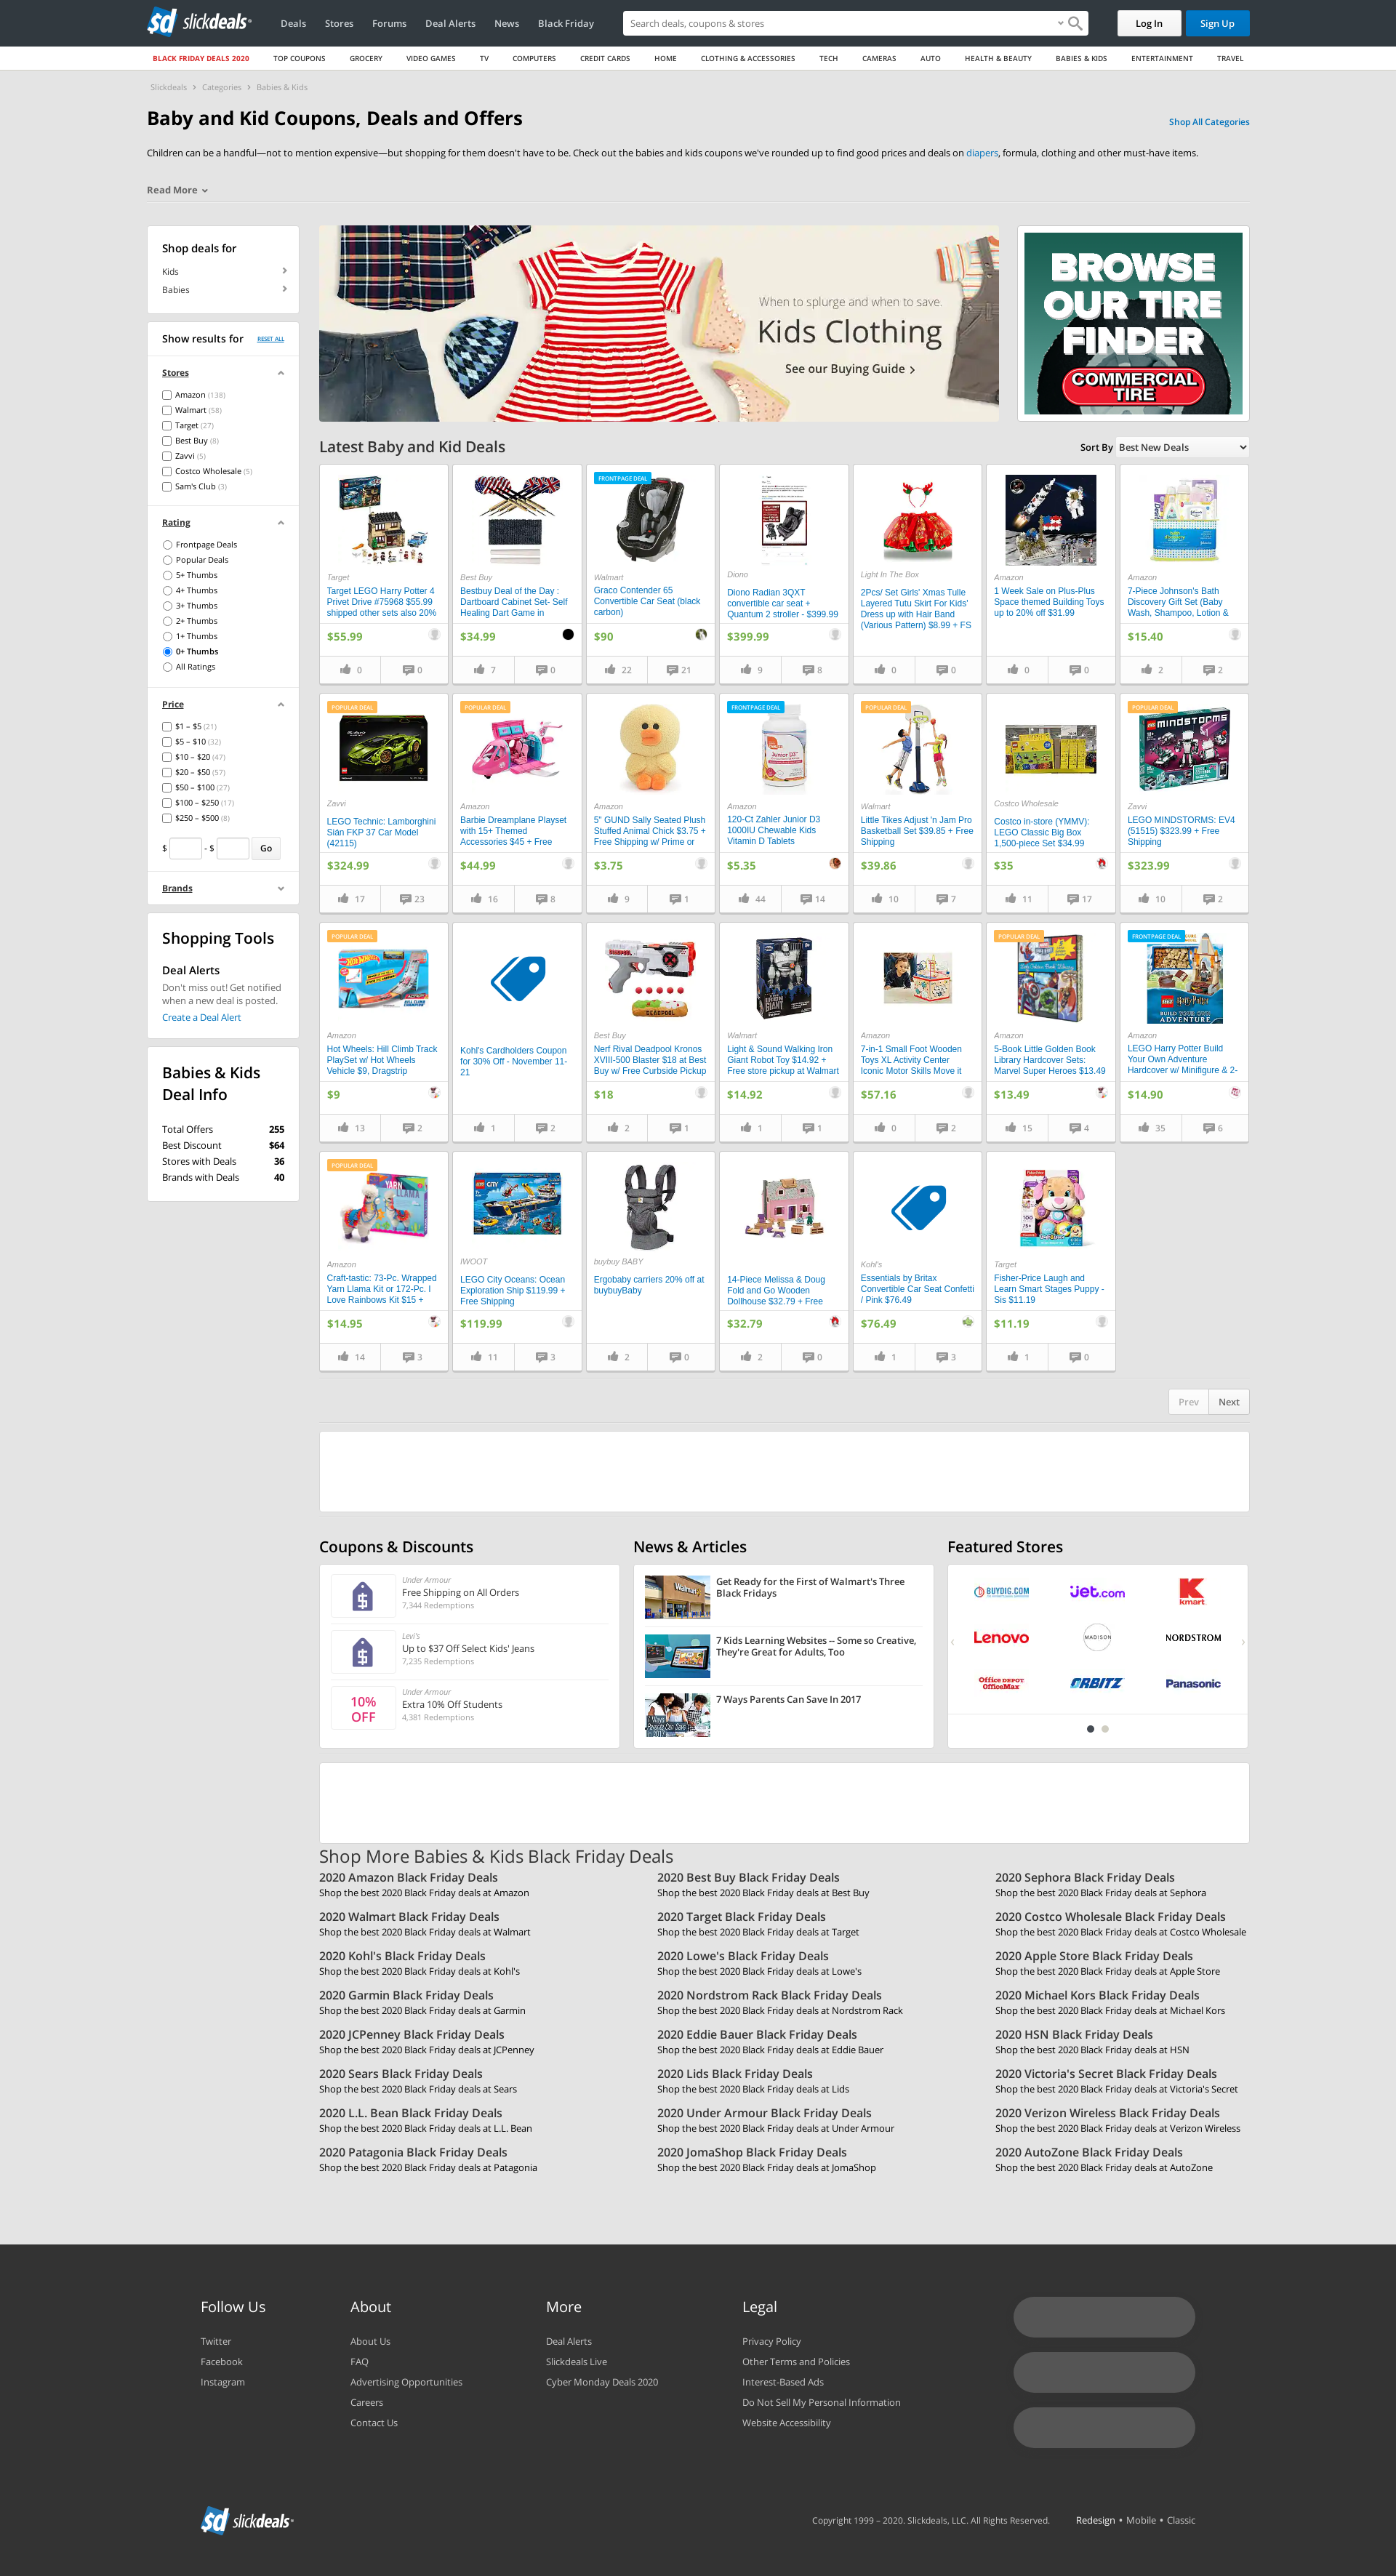 slickdeals
Deals
Stores
Forums
Deal Alerts
News
Black Friday
Search deals, coupons & stores
Log In
Sign Up
BLACK FRIDAY DEALS 2020
TOP COUPONS
GROCERY
VIDEO GAMES
TV
COMPUTERS
CREDIT CARDS
HOME
CLOTHING & ACCESSORIES
TECH
CAMERAS
AUTO
HEALTH & BEAUTY
BABIES & KIDS
ENTERTAINMENT
TRAVEL
Slickdeals › Categories › Babies & Kids
Baby and Kid Coupons, Deals and Offers
Shop All Categories
Children can be a handful—not to mention expensive—but shopping for them doesn't have to be. Check out the babies and kids coupons we've rounded up to find good prices and deals on diapers, formula, clothing and other must-have items.
Read More
Shop deals for
Kids
Babies
Show results for
RESET ALL
Stores
Amazon (138)
Walmart (58)
Target (27)
Best Buy (8)
Zavvi (5)
Costco Wholesale (5)
Sam's Club (3)
Rating
Frontpage Deals
Popular Deals
5+ Thumbs
4+ Thumbs
3+ Thumbs
2+ Thumbs
1+ Thumbs
0+ Thumbs
All Ratings
Price
$1 – $5 (21)
$5 – $10 (32)
$10 – $20 (47)
$20 – $50 (57)
$50 – $100 (27)
$100 – $250 (17)
$250 – $500 (8)
$ - $ Go
Brands
Shopping Tools
Deal Alerts
Don't miss out! Get notified
when a new deal is posted.
Create a Deal Alert
Babies & Kids
Deal Info
Total Offers 255
Best Discount $64
Stores with Deals 36
Brands with Deals 40
When to splurge and when to save.
Kids Clothing
See our Buying Guide
BROWSE
OUR TIRE
FINDER
COMMERCIAL
TIRE
Latest Baby and Kid Deals
Sort By Best New Deals
Target
Target LEGO Harry Potter 4
Privet Drive #75968 $55.99
shipped other sets also 20%
$55.99
0 0
Best Buy
Bestbuy Deal of the Day :
Dartboard Cabinet Set- Self
Healing Dart Game in
$34.99
7 0
FRONTPAGE DEAL
Walmart
Graco Contender 65
Convertible Car Seat (black
carbon)
$90
22 21
Diono
Diono Radian 3QXT
convertible car seat +
Quantum 2 stroller - $399.99
$399.99
9 8
Light In The Box
2Pcs/ Set Girls' Xmas Tulle
Layered Tutu Skirt For Kids'
Dress up with Hair Band
(Various Pattern) $8.99 + FS
0 0
Amazon
1 Week Sale on Plus-Plus
Space themed Building Toys
up to 20% off $31.99
0 0
Amazon
7-Piece Johnson's Bath
Discovery Gift Set (Baby
Wash, Shampoo, Lotion &
$15.40
2 2
POPULAR DEAL
Zavvi
LEGO Technic: Lamborghini
Sián FKP 37 Car Model
(42115)
$324.99
17 23
POPULAR DEAL
Amazon
Barbie Dreamplane Playset
with 15+ Themed
Accessories $45 + Free
$44.99
16 8
Amazon
5" GUND Sally Seated Plush
Stuffed Animal Chick $3.75 +
Free Shipping w/ Prime or
$3.75
9 1
FRONTPAGE DEAL
Junior D3
Amazon
120-Ct Zahler Junior D3
1000IU Chewable Kids
Vitamin D Tablets
$5.35
44 14
POPULAR DEAL
Walmart
Little Tikes Adjust 'n Jam Pro
Basketball Set $39.85 + Free
Shipping
$39.86
10 7
Costco Wholesale
Costco in-store (YMMV):
LEGO Classic Big Box
1,500-piece Set $34.99
$35
11 17
POPULAR DEAL
MINDSTORMS
Zavvi
LEGO MINDSTORMS: EV4
(51515) $323.99 + Free
Shipping
$323.99
10 2
POPULAR DEAL
Amazon
Hot Wheels: Hill Climb Track
PlaySet w/ Hot Wheels
Vehicle $9, Dragstrip
$9
13 2
Kohl's Cardholders Coupon
for 30% Off - November 11-
21
1 2
DEADPOOL
Best Buy
Nerf Rival Deadpool Kronos
XVIII-500 Blaster $18 at Best
Buy w/ Free Curbside Pickup
$18
2 1
IRON GIANT
Walmart
Light & Sound Walking Iron
Giant Robot Toy $14.92 +
Free store pickup at Walmart
$14.92
1 1
Amazon
7-in-1 Small Foot Wooden
Toys XL Activity Center
Iconic Motor Skills Move it
$57.16
0 2
POPULAR DEAL
Amazon
5-Book Little Golden Book
Library Hardcover Sets:
Marvel Super Heroes $13.49
$13.49
15 4
FRONTPAGE DEAL
Harry Potter
ADVENTURE
Amazon
LEGO Harry Potter Build
Your Own Adventure
Hardcover w/ Minifigure & 2-
$14.90
35 6
POPULAR DEAL
YARN LLAMA
Amazon
Craft-tastic: 73-Pc. Wrapped
Yarn Llama Kit or 172-Pc. I
Love Rainbows Kit $15 +
$14.95
14 3
CITY
IWOOT
LEGO City Oceans: Ocean
Exploration Ship $119.99 +
Free Shipping
$119.99
11 3
buybuy BABY
Ergobaby carriers 20% off at
buybuyBaby
2 0
14-Piece Melissa & Doug
Fold and Go Wooden
Dollhouse $32.79 + Free
$32.79
2 0
Kohl's
Essentials by Britax
Convertible Car Seat Confetti
/ Pink $76.49
$76.49
1 3
Target
Fisher-Price Laugh and
Learn Smart Stages Puppy -
Sis $11.19
$11.19
1 0
Prev Next
Coupons & Discounts
Under Armour
Free Shipping on All Orders
7,344 Redemptions
Levi's
Up to $37 Off Select Kids' Jeans
7,235 Redemptions
10%
OFF
Under Armour
Extra 10% Off Students
4,381 Redemptions
News & Articles
Walmart
Get Ready for the First of Walmart's Three
Black Fridays
7 Kids Learning Websites -- Some so Creative,
They're Great for Adults, Too
7 Ways Parents Can Save In 2017
Featured Stores
BUYDIG.COM
jet.com
kmart
Lenovo
MADISON
NORDSTROM
Office DEPOT
OfficeMax
ORBITZ
Panasonic
Shop More Babies & Kids Black Friday Deals
2020 Amazon Black Friday Deals
Shop the best 2020 Black Friday deals at Amazon
2020 Best Buy Black Friday Deals
Shop the best 2020 Black Friday deals at Best Buy
2020 Sephora Black Friday Deals
Shop the best 2020 Black Friday deals at Sephora
2020 Walmart Black Friday Deals
Shop the best 2020 Black Friday deals at Walmart
2020 Target Black Friday Deals
Shop the best 2020 Black Friday deals at Target
2020 Costco Wholesale Black Friday Deals
Shop the best 2020 Black Friday deals at Costco Wholesale
2020 Kohl's Black Friday Deals
Shop the best 2020 Black Friday deals at Kohl's
2020 Lowe's Black Friday Deals
Shop the best 2020 Black Friday deals at Lowe's
2020 Apple Store Black Friday Deals
Shop the best 2020 Black Friday deals at Apple Store
2020 Garmin Black Friday Deals
Shop the best 2020 Black Friday deals at Garmin
2020 Nordstrom Rack Black Friday Deals
Shop the best 2020 Black Friday deals at Nordstrom Rack
2020 Michael Kors Black Friday Deals
Shop the best 2020 Black Friday deals at Michael Kors
2020 JCPenney Black Friday Deals
Shop the best 2020 Black Friday deals at JCPenney
2020 Eddie Bauer Black Friday Deals
Shop the best 2020 Black Friday deals at Eddie Bauer
2020 HSN Black Friday Deals
Shop the best 2020 Black Friday deals at HSN
2020 Sears Black Friday Deals
Shop the best 2020 Black Friday deals at Sears
2020 Lids Black Friday Deals
Shop the best 2020 Black Friday deals at Lids
2020 Victoria's Secret Black Friday Deals
Shop the best 2020 Black Friday deals at Victoria's Secret
2020 L.L. Bean Black Friday Deals
Shop the best 2020 Black Friday deals at L.L. Bean
2020 Under Armour Black Friday Deals
Shop the best 2020 Black Friday deals at Under Armour
2020 Verizon Wireless Black Friday Deals
Shop the best 2020 Black Friday deals at Verizon Wireless
2020 Patagonia Black Friday Deals
Shop the best 2020 Black Friday deals at Patagonia
2020 JomaShop Black Friday Deals
Shop the best 2020 Black Friday deals at JomaShop
2020 AutoZone Black Friday Deals
Shop the best 2020 Black Friday deals at AutoZone
Follow Us
Twitter
Facebook
Instagram
About
About Us
FAQ
Advertising Opportunities
Careers
Contact Us
More
Deal Alerts
Slickdeals Live
Cyber Monday Deals 2020
Legal
Privacy Policy
Other Terms and Policies
Interest-Based Ads
Do Not Sell My Personal Information
Website Accessibility
slickdeals
Copyright 1999 – 2020. Slickdeals, LLC. All Rights Reserved.
Redesign • Mobile • Classic